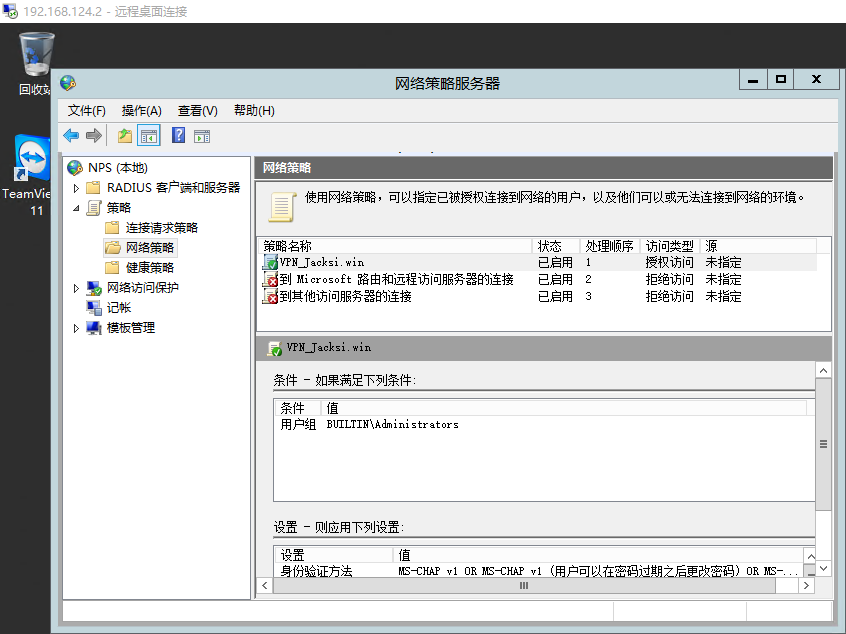 192.168.124.2 - 远程桌面连接
回收站
TeamVie
11
网络策略服务器
文件(F) 操作(A) 查看(V) 帮助(H)
NPS (本地)
RADIUS 客户端和服务器
策略
连接请求策略
网络策略
健康策略
网络访问保护
记帐
模板管理
网络策略
使用网络策略，可以指定已被授权连接到网络的用户，以及他们可以或无法连接到网络的环境。
策略名称 状态 处理顺序 访问类型 源
VPN_Jacksi.win 已启用 1 授权访问 未指定
到 Microsoft 路由和远程访问服务器的连接 已启用 2 拒绝访问 未指定
到其他访问服务器的连接 已启用 3 拒绝访问 未指定
VPN_Jacksi.win
条件 - 如果满足下列条件:
条件 值
用户组 BUILTIN\Administrators
设置 - 则应用下列设置:
设置 值
身份验证方法 MS-CHAP v1 OR MS-CHAP v1 (用户可以在密码过期之后更改密码) OR MS-...